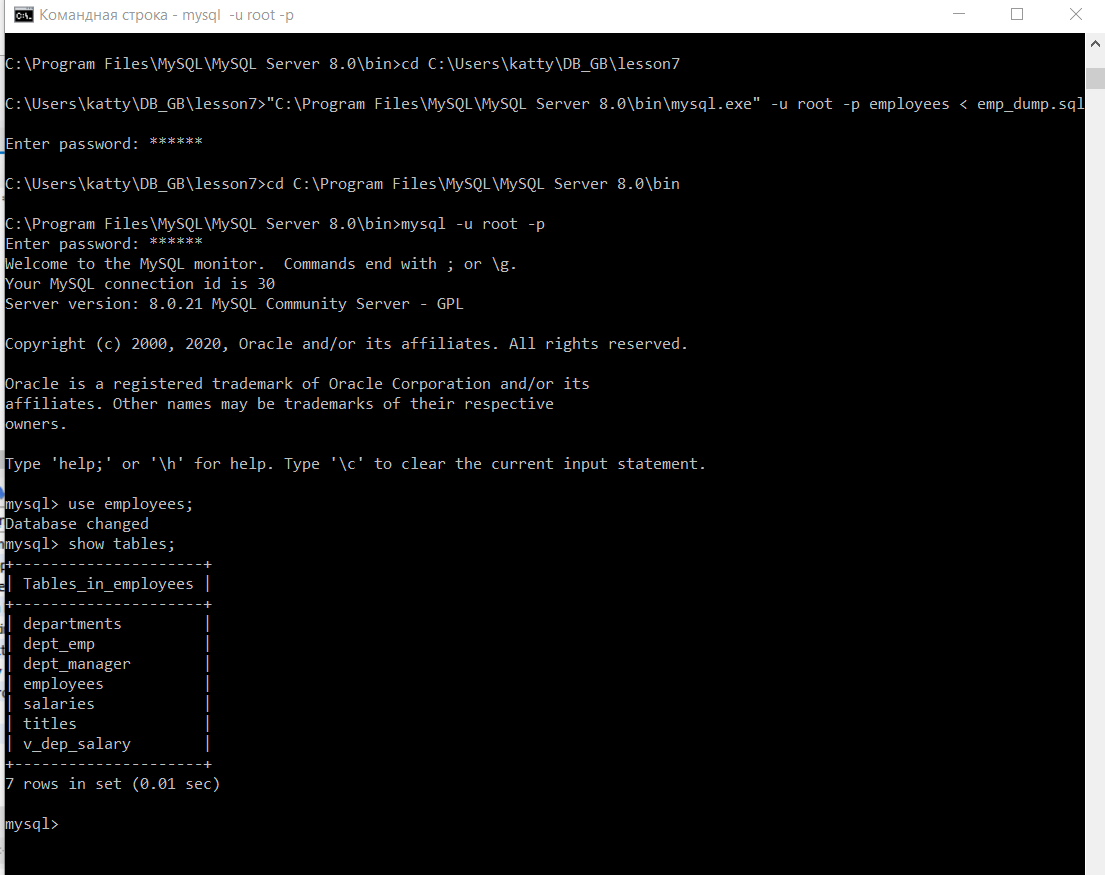 Командная строка - mysql  -u root -p
C:\Program Files\MySQL\MySQL Server 8.0\bin>cd C:\Users\katty\DB_GB\lesson7
C:\Users\katty\DB_GB\lesson7>"C:\Program Files\MySQL\MySQL Server 8.0\bin\mysql.exe" -u root -p employees < emp_dump.sql
Enter password: ******
C:\Users\katty\DB_GB\lesson7>cd C:\Program Files\MySQL\MySQL Server 8.0\bin
C:\Program Files\MySQL\MySQL Server 8.0\bin>mysql -u root -p
Enter password: ******
Welcome to the MySQL monitor.  Commands end with ; or \g.
Your MySQL connection id is 30
Server version: 8.0.21 MySQL Community Server - GPL
Copyright (c) 2000, 2020, Oracle and/or its affiliates. All rights reserved.
Oracle is a registered trademark of Oracle Corporation and/or its
affiliates. Other names may be trademarks of their respective
owners.
Type 'help;' or '\h' for help. Type '\c' to clear the current input statement.
mysql> use employees;
Database changed
mysql> show tables;
+---------------------+
| Tables_in_employees |
+---------------------+
| departments         |
| dept_emp            |
| dept_manager        |
| employees           |
| salaries            |
| titles              |
| v_dep_salary        |
+---------------------+
7 rows in set (0.01 sec)
mysql>